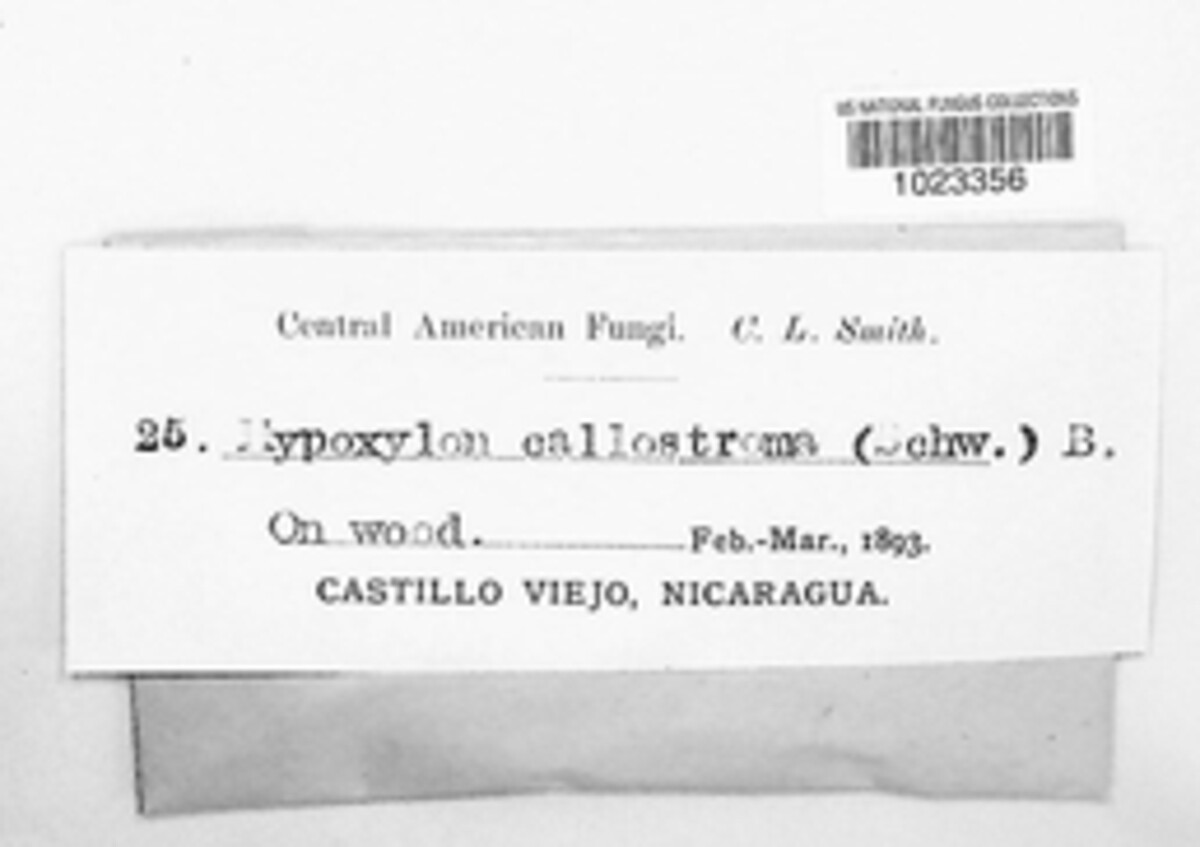 US NATIONAL FUNGUS COLLECTIONS
1023356
Central American Fungi. C. L. Smith.
25. Hypoxylon callostroma (Schw.) B.
On wood. Feb.-Mar., 1893.
CASTILLO VIEJO, NICARAGUA.